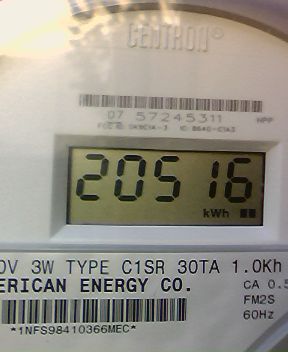 CENTRON®
07 57245311
NPP
20516
kWh
0V 3W TYPE C1SR 30TA 1.0Kh
ERICAN ENERGY CO.
CA 0.5
FM2S
60Hz
*1NFS98410366MEC*